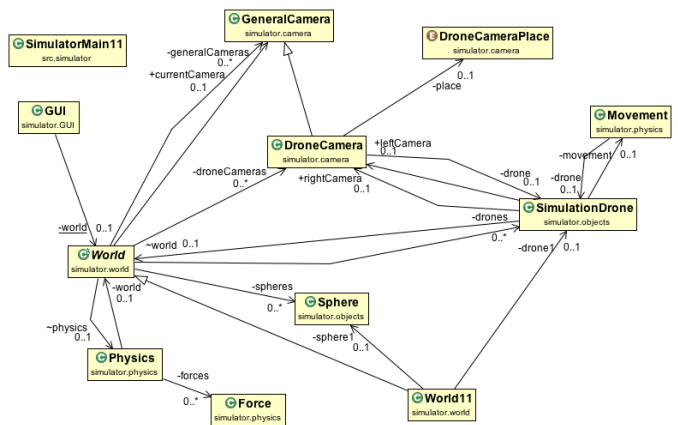 GeneralCamera
simulator.camera
DroneCameraPlace
simulator.camera
SimulatorMain11
src.simulator
-generalCameras
0..*
+currentCamera
0..1
0..1
-place
GUI
simulator.GUI
Movement
simulator.physics
DroneCamera
simulator.camera
+leftCamera
0..1
-movement
0..1
-droneCameras
0..*
+rightCamera
0..1
-drone
0..1
-drone
0..1
SimulationDrone
simulator.objects
-world
0..1
-drones
0..*
~world
0..1
-drone1
0..1
World
simulator.world
-world
0..1
-spheres
0..*
Sphere
simulator.objects
~physics
0..1
-sphere1
0..1
Physics
simulator.physics
-forces
0..*
Force
simulator.physics
World11
simulator.world